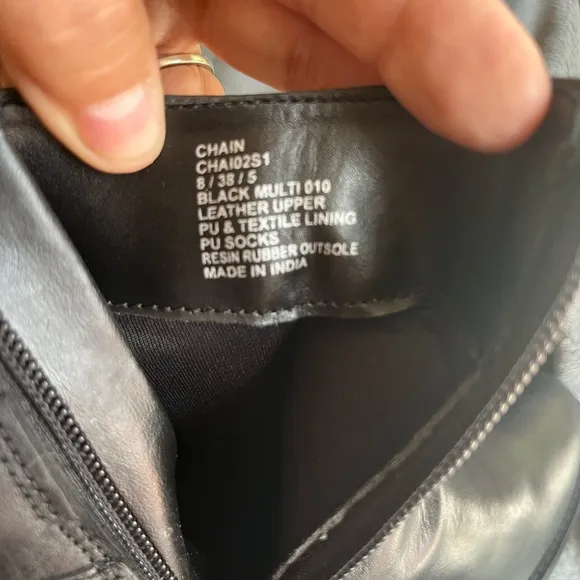 CHAIN
CHAI02S1
8 / 38 / 5
BLACK MULTI 010
LEATHER UPPER
PU & TEXTILE LINING
PU SOCKS
RESIN RUBBER OUTSOLE
MADE IN INDIA